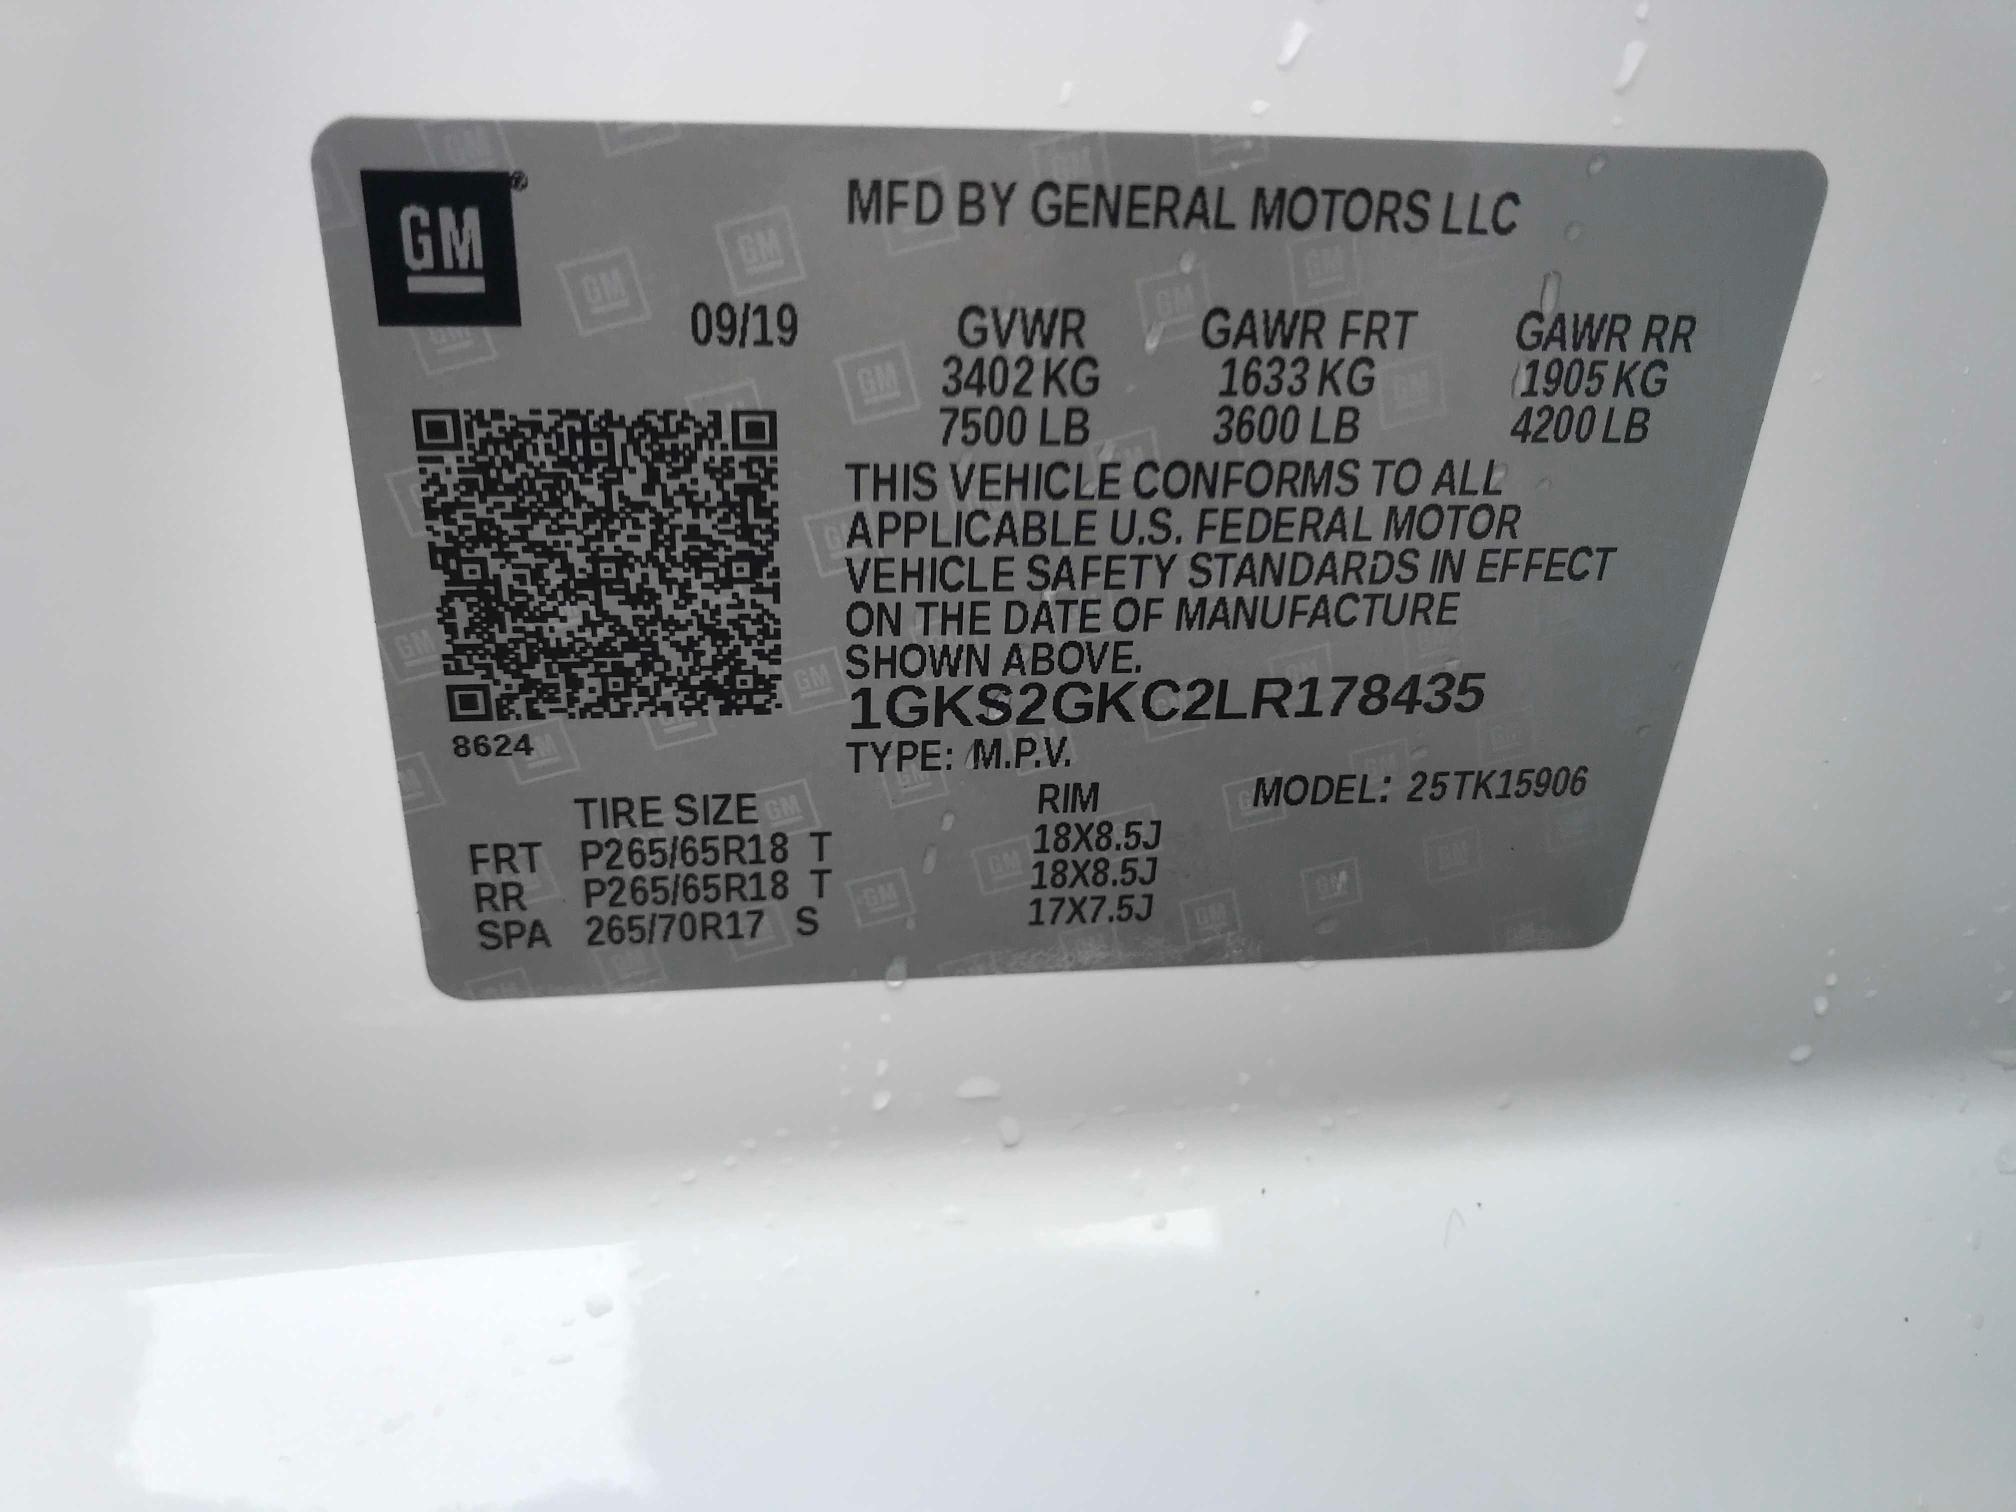 GM®
MFD BY GENERAL MOTORS LLC
09/19 GVWR GAWR FRT GAWR RR
3402 KG 1633 KG 1905 KG
7500 LB 3600 LB 4200 LB
THIS VEHICLE CONFORMS TO ALL
APPLICABLE U.S. FEDERAL MOTOR
VEHICLE SAFETY STANDARDS IN EFFECT
ON THE DATE OF MANUFACTURE
SHOWN ABOVE.
1GKS2GKC2LR178435
8624
TYPE: M.P.V.
MODEL: 25TK15906
TIRE SIZE RIM
FRT P265/65R18 T 18X8.5J
RR P265/65R18 T 18X8.5J
SPA 265/70R17 S 17X7.5J